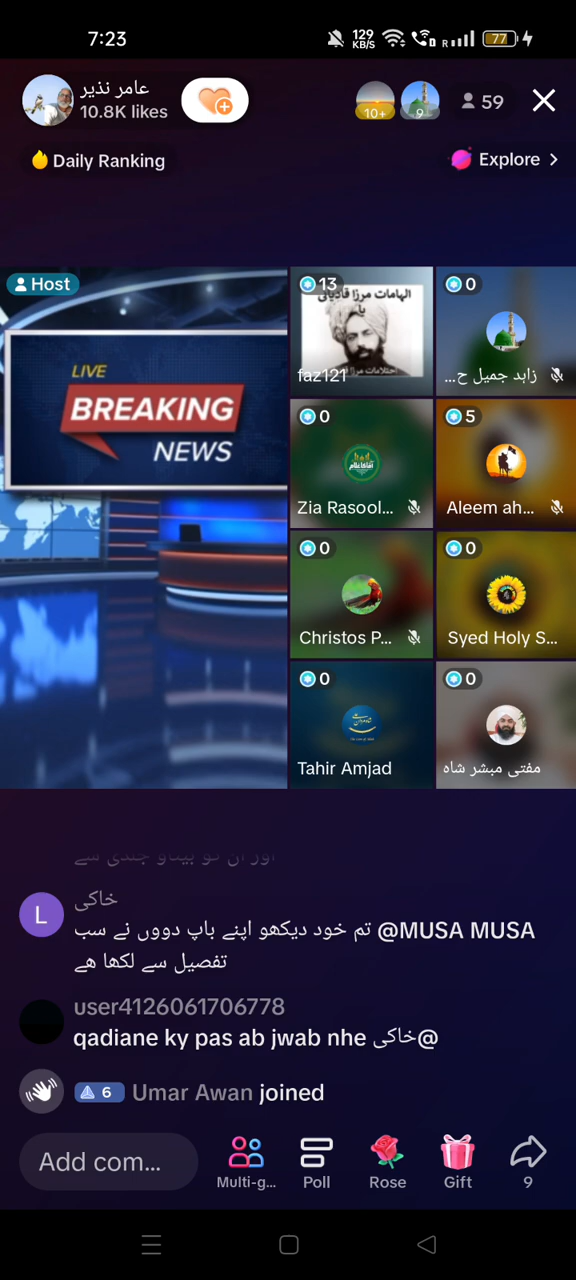 7:23
129
KB/S
R
77
عامر نذیر
10.8K likes
10+
9
59
Daily Ranking
Explore >
Host
LIVE
BREAKING
NEWS
13
الهامات مرزا قادیانی
یا
faz121
0
زاہد جمیل ح...
0
Zia Rasool...
5
Aleem ah...
0
Christos P...
0
Syed Holy S...
0
Tahir Amjad
0
مفتی مبشر شاہ
L
خاکی
@MUSA MUSA تم خود دیکھو اپنے باپ دووں نے سب
تفصیل سے لکھا ھے
user4126061706778
qadiane ky pas ab jwab nhe خاکی@
6 Umar Awan joined
Add com...
Multi-g...
Poll
Rose
Gift
9